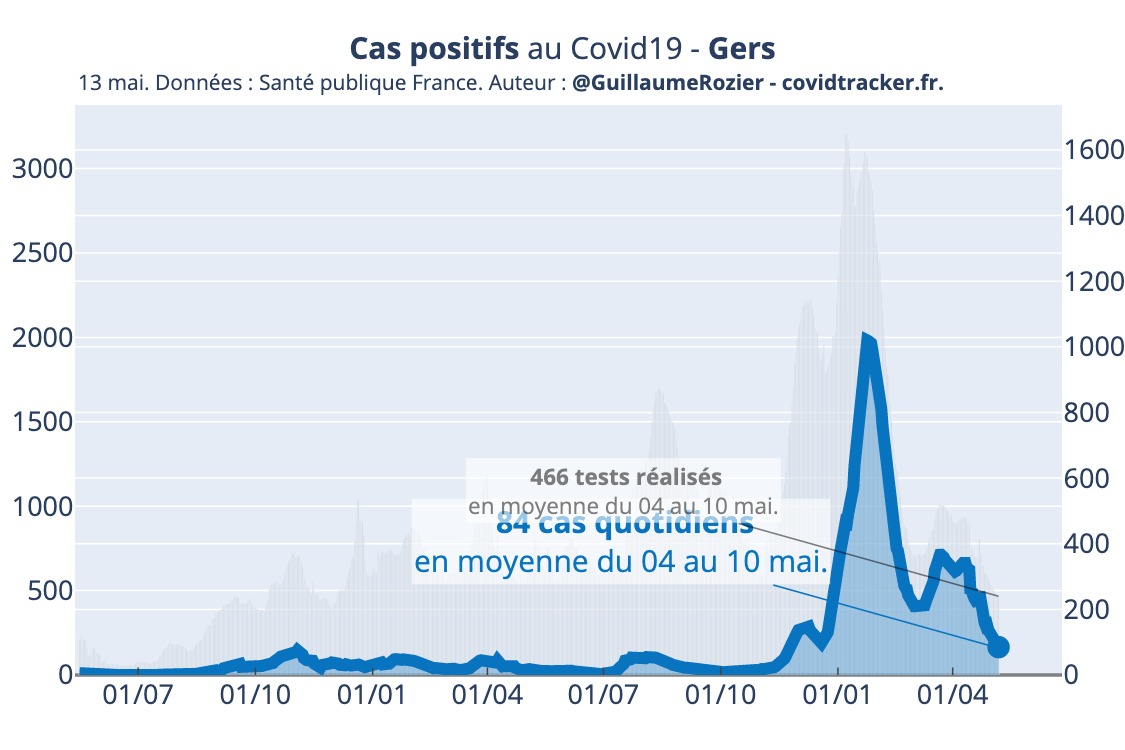 Cas positifs au Covid19 - Gers
13 mai. Données : Santé publique France. Auteur : @GuillaumeRozier - covidtracker.fr.
3000
2500
2000
1500
1000
500
0
1600
1400
1200
1000
800
600
400
200
0
466 tests réalisés
en moyenne du 04 au 10 mai.
84 cas quotidiens
en moyenne du 04 au 10 mai.
01/07 01/10 01/01 01/04 01/07 01/10 01/01 01/04